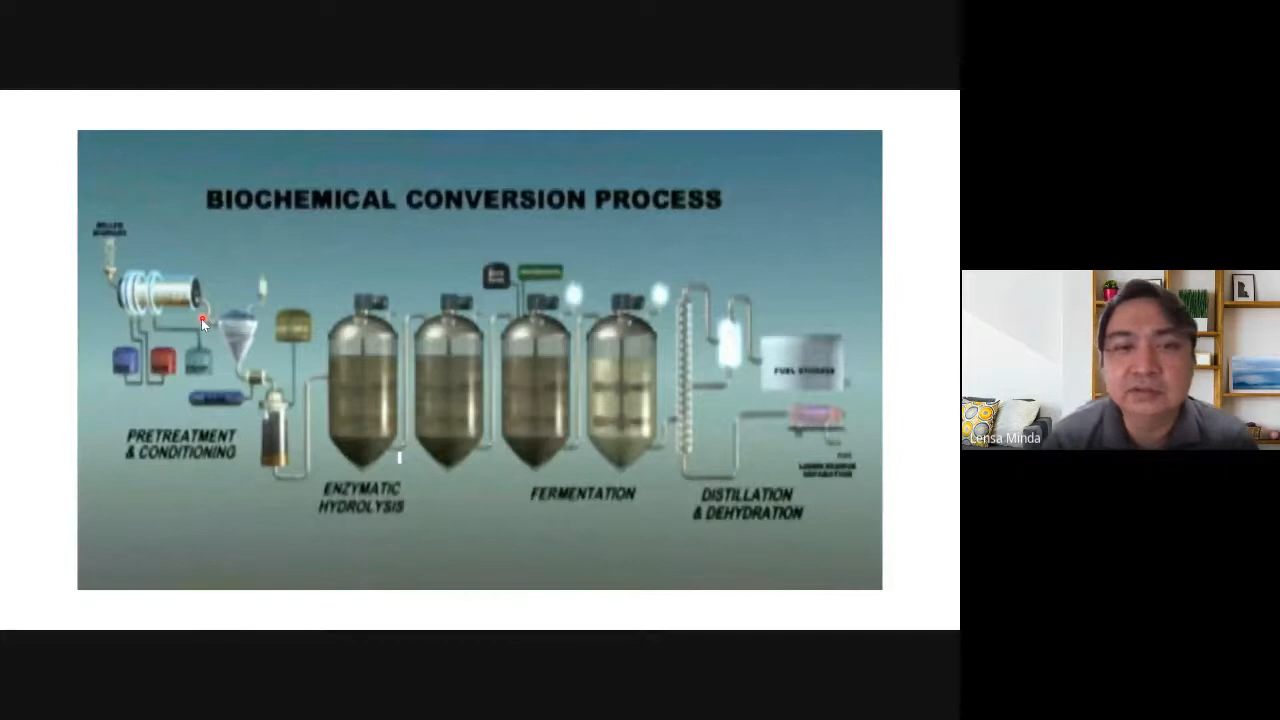 BIOCHEMICAL CONVERSION PROCESS
FUEL STORAGE
PRETREATMENT
& CONDITIONING
ENZYMATIC
HYDROLYSIS
FERMENTATION
DISTILLATION
& DEHYDRATION
Lensa Minda